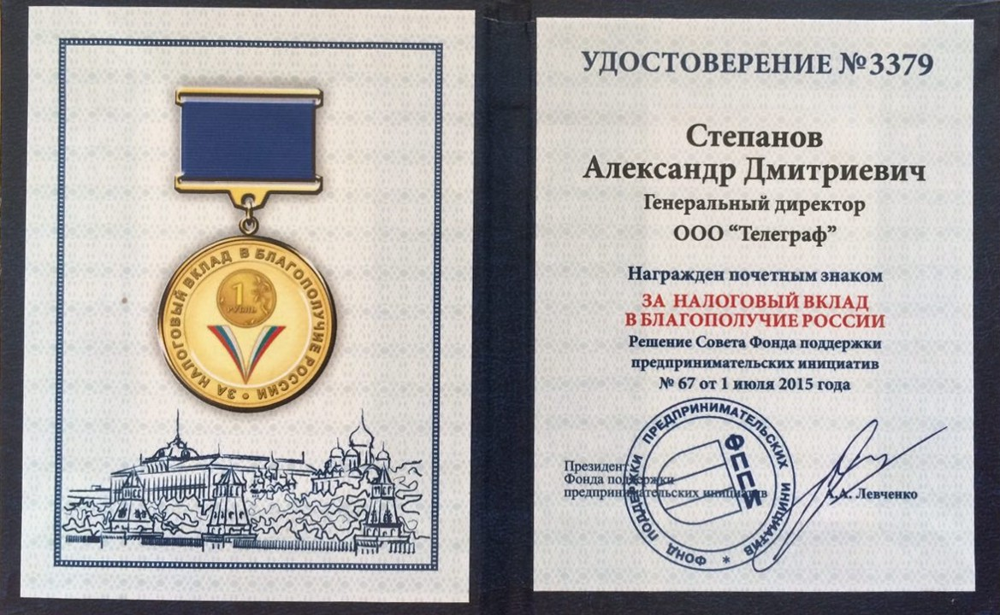 ЗА НАЛОГОВЫЙ ВКЛАД В БЛАГОПОЛУЧИЕ РОССИИ
1
РУБЛЬ
УДОСТОВЕРЕНИЕ №3379
Степанов
Александр Дмитриевич
Генеральный директор
ООО “Телеграф”
Награжден почетным знаком
ЗА НАЛОГОВЫЙ ВКЛАД
В БЛАГОПОЛУЧИЕ РОССИИ
Решение Совета Фонда поддержки
предпринимательских инициатив
№ 67 от 1 июля 2015 года
ФОНД ПОДДЕРЖКИ ПРЕДПРИНИМАТЕЛЬСКИХ ИНИЦИАТИВ *
ФППИ
Президент
Фонда поддержки
предпринимательских инициатив
А.А. Левченко